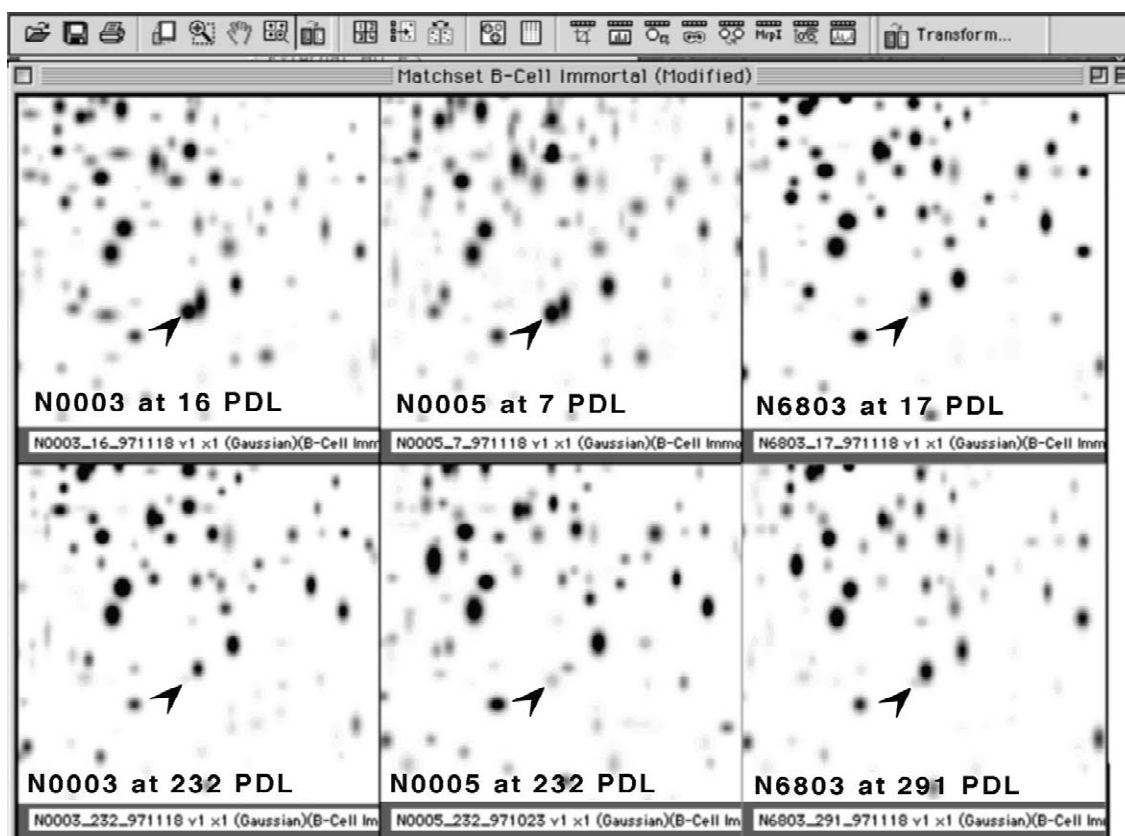 MrpI Transform...
Matchset B-Cell Immortal (Modified)
N0003 at 16 PDL
N0005 at 7 PDL
N6803 at 17 PDL
N0003_16_971118 v1 x1 (Gaussian)(B-Cell Imm
N0005_7_971118 v1 x1 (Gaussian)(B-Cell Immo
N6803_17_971118 v1 x1 (Gaussian)(B-Cell Imm
N0003 at 232 PDL
N0005 at 232 PDL
N6803 at 291 PDL
N0003_232_971118 v1 x1 (Gaussian)(B-Cell Im
N0005_232_971023 v1 x1 (Gaussian)(B-Cell Im
N6803_291_971118 v1 x1 (Gaussian)(B-Cell Im